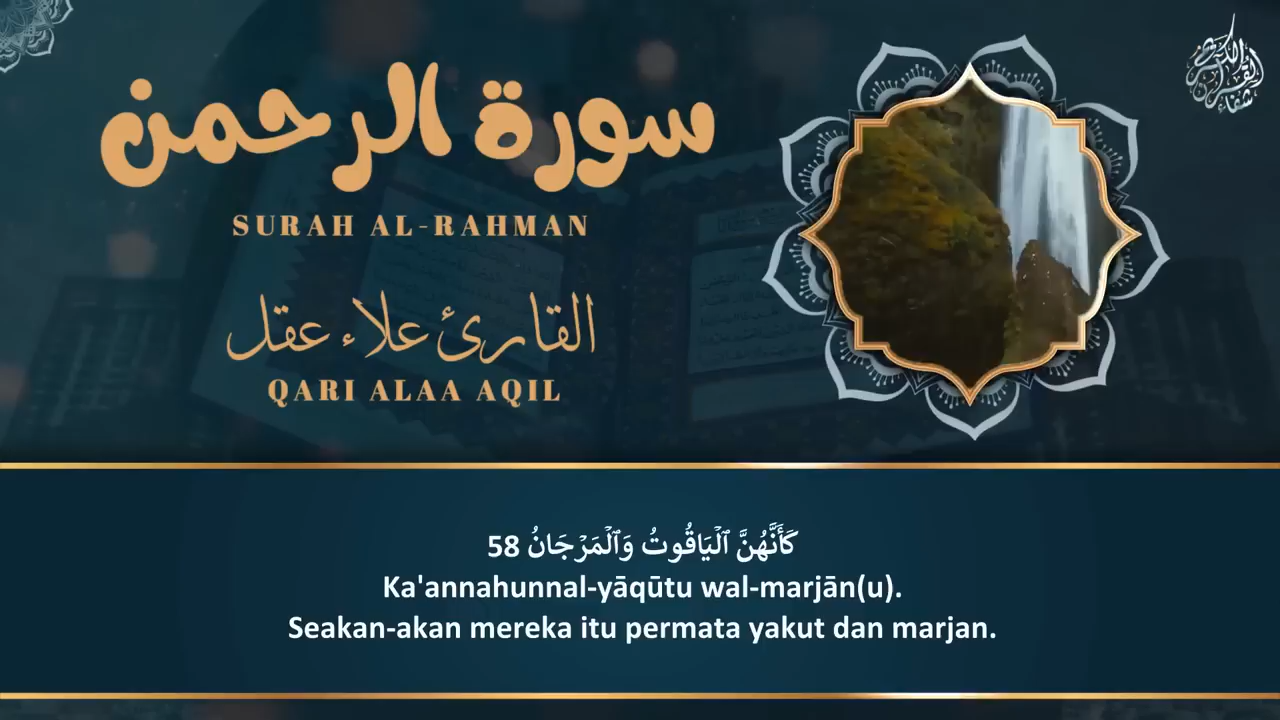 سورة الرحمن
SURAH AL-RAHMAN
القارئ علاء عقل
QARI ALAA AQIL
كَأَنَّهُنَّ ٱلْيَاقُوتُ وَٱلْمَرْجَانُ 58
Ka'annahunnal-yāqūtu wal-marjān(u).
Seakan-akan mereka itu permata yakut dan marjan.